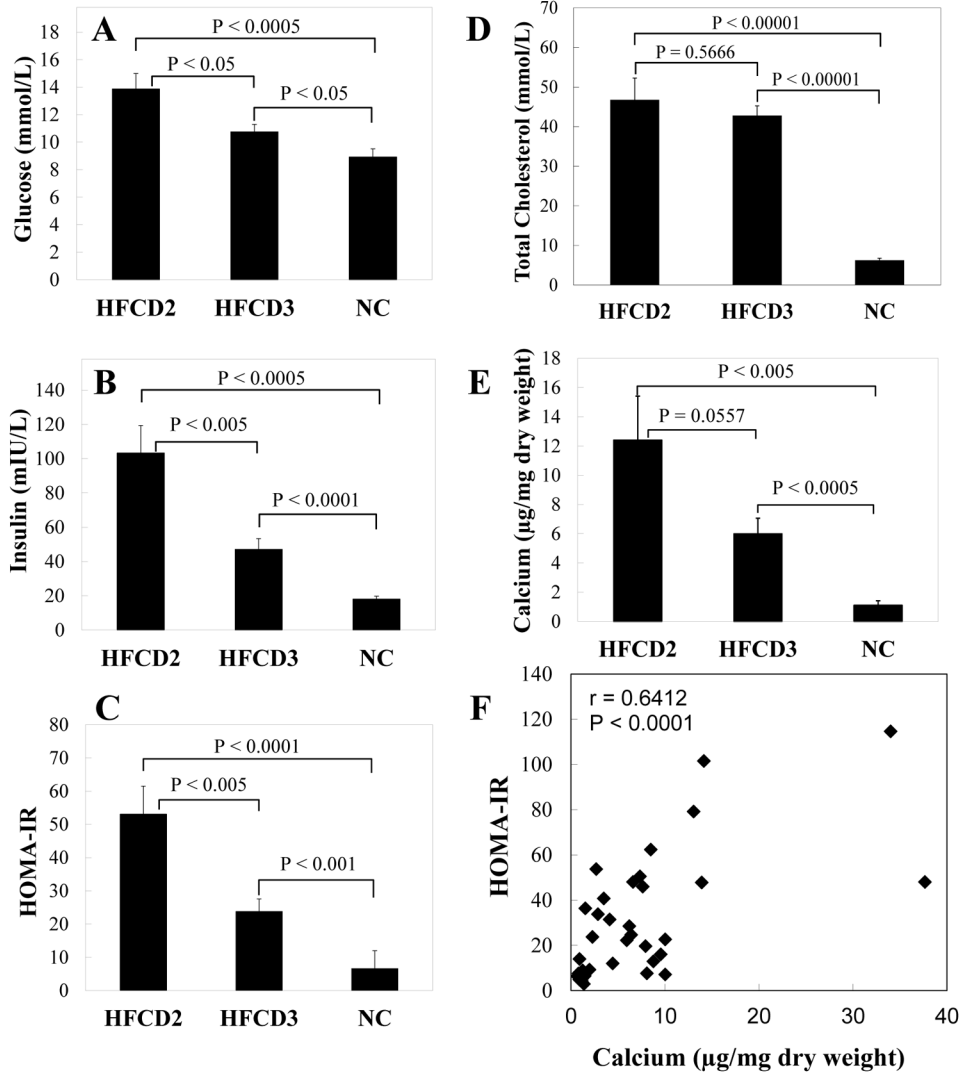 A
Glucose (mmol/L)
18
16
14
12
10
8
6
4
2
0
P < 0.0005
P < 0.05
P < 0.05
HFCD2 HFCD3 NC
B
Insulin (mIU/L)
140
120
100
80
60
40
20
0
P < 0.0005
P < 0.005
P < 0.0001
HFCD2 HFCD3 NC
C
HOMA-IR
80
70
60
50
40
30
20
10
0
P < 0.0001
P < 0.005
P < 0.001
HFCD2 HFCD3 NC
D
Total Cholesterol (mmol/L)
70
60
50
40
30
20
10
0
P < 0.00001
P = 0.5666
P < 0.00001
HFCD2 HFCD3 NC
E
Calcium (µg/mg dry weight)
18
16
14
12
10
8
6
4
2
0
P < 0.005
P = 0.0557
P < 0.0005
HFCD2 HFCD3 NC
F
HOMA-IR
140
120
100
80
60
40
20
0
r = 0.6412
P < 0.0001
0 10 20 30 40
Calcium (µg/mg dry weight)